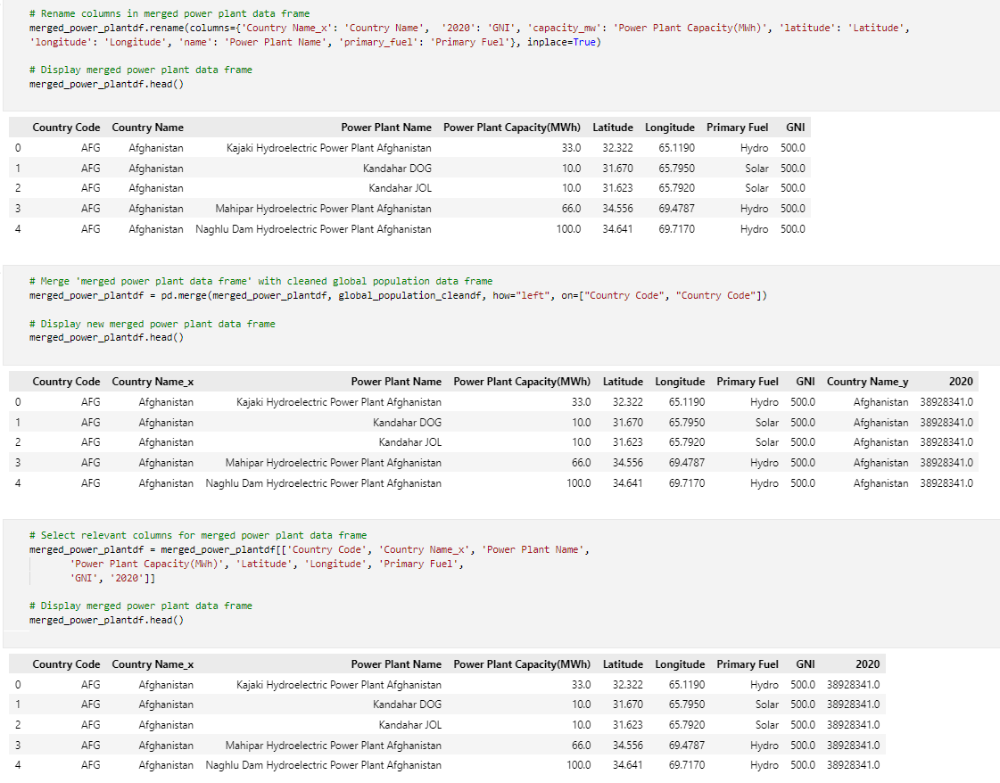 # Rename columns in merged power plant data frame
merged_power_plantdf.rename(columns={'Country Name_x': 'Country Name',  '2020': 'GNI', 'capacity_mw': 'Power Plant Capacity(MWh)', 'latitude': 'Latitude',
'longitude': 'Longitude', 'name': 'Power Plant Name', 'primary_fuel': 'Primary Fuel'}, inplace=True)
# Display merged power plant data frame
merged_power_plantdf.head()
Country Code Country Name Power Plant Name Power Plant Capacity(MWh) Latitude Longitude Primary Fuel GNI
0 AFG Afghanistan Kajaki Hydroelectric Power Plant Afghanistan 33.0 32.322 65.1190 Hydro 500.0
1 AFG Afghanistan Kandahar DOG 10.0 31.670 65.7950 Solar 500.0
2 AFG Afghanistan Kandahar JOL 10.0 31.623 65.7920 Solar 500.0
3 AFG Afghanistan Mahipar Hydroelectric Power Plant Afghanistan 66.0 34.556 69.4787 Hydro 500.0
4 AFG Afghanistan Naghlu Dam Hydroelectric Power Plant Afghanistan 100.0 34.641 69.7170 Hydro 500.0
# Merge 'merged power plant data frame' with cleaned global population data frame
merged_power_plantdf = pd.merge(merged_power_plantdf, global_population_cleandf, how="left", on=["Country Code", "Country Code"])
# Display new merged power plant data frame
merged_power_plantdf.head()
Country Code Country Name_x Power Plant Name Power Plant Capacity(MWh) Latitude Longitude Primary Fuel GNI Country Name_y 2020
0 AFG Afghanistan Kajaki Hydroelectric Power Plant Afghanistan 33.0 32.322 65.1190 Hydro 500.0 Afghanistan 38928341.0
1 AFG Afghanistan Kandahar DOG 10.0 31.670 65.7950 Solar 500.0 Afghanistan 38928341.0
2 AFG Afghanistan Kandahar JOL 10.0 31.623 65.7920 Solar 500.0 Afghanistan 38928341.0
3 AFG Afghanistan Mahipar Hydroelectric Power Plant Afghanistan 66.0 34.556 69.4787 Hydro 500.0 Afghanistan 38928341.0
4 AFG Afghanistan Naghlu Dam Hydroelectric Power Plant Afghanistan 100.0 34.641 69.7170 Hydro 500.0 Afghanistan 38928341.0
# Select relevant columns for merged power plant data frame
merged_power_plantdf = merged_power_plantdf[['Country Code', 'Country Name_x', 'Power Plant Name',
'Power Plant Capacity(MWh)', 'Latitude', 'Longitude', 'Primary Fuel',
'GNI', '2020']]
# Display merged power plant data frame
merged_power_plantdf.head()
Country Code Country Name_x Power Plant Name Power Plant Capacity(MWh) Latitude Longitude Primary Fuel GNI 2020
0 AFG Afghanistan Kajaki Hydroelectric Power Plant Afghanistan 33.0 32.322 65.1190 Hydro 500.0 38928341.0
1 AFG Afghanistan Kandahar DOG 10.0 31.670 65.7950 Solar 500.0 38928341.0
2 AFG Afghanistan Kandahar JOL 10.0 31.623 65.7920 Solar 500.0 38928341.0
3 AFG Afghanistan Mahipar Hydroelectric Power Plant Afghanistan 66.0 34.556 69.4787 Hydro 500.0 38928341.0
4 AFG Afghanistan Naghlu Dam Hydroelectric Power Plant Afghanistan 100.0 34.641 69.7170 Hydro 500.0 38928341.0